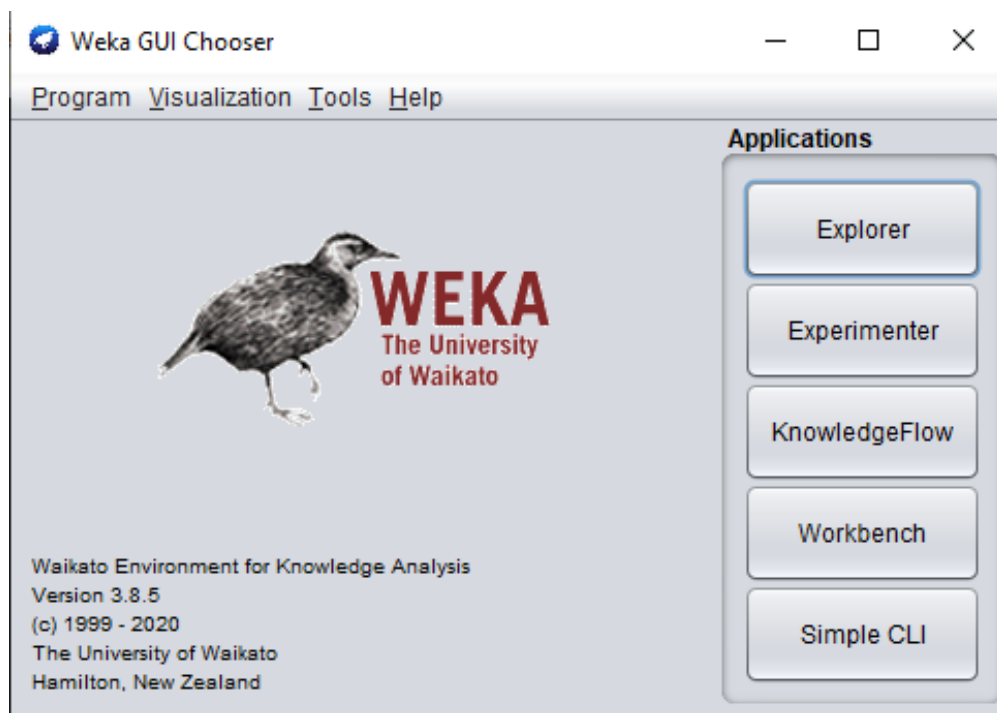 Weka GUI Chooser
Program Visualization Tools Help
Applications
Explorer
Experimenter
KnowledgeFlow
Workbench
Simple CLI
WEKA
The University
of Waikato
Waikato Environment for Knowledge Analysis
Version 3.8.5
(c) 1999 - 2020
The University of Waikato
Hamilton, New Zealand